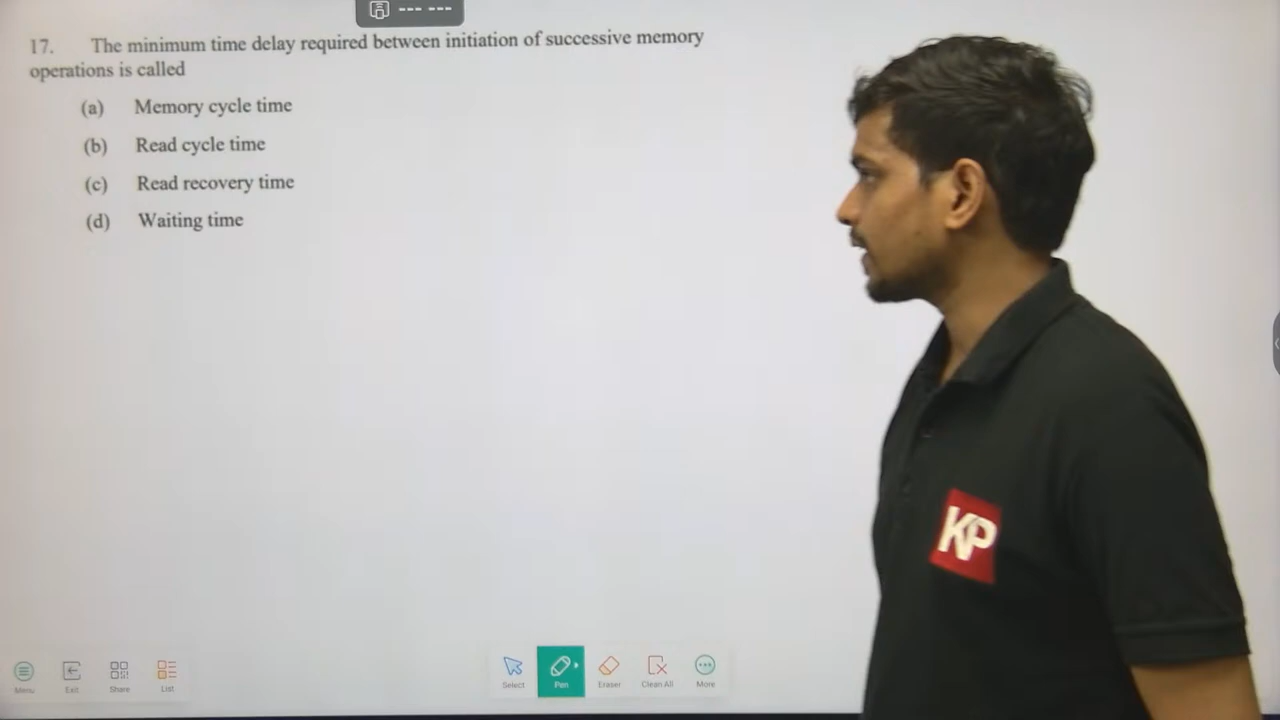 17. The minimum time delay required between initiation of successive memory
operations is called
(a) Memory cycle time
(b) Read cycle time
(c) Read recovery time
(d) Waiting time
KP
Menu Exit Share List Select Pen Eraser Clean All More